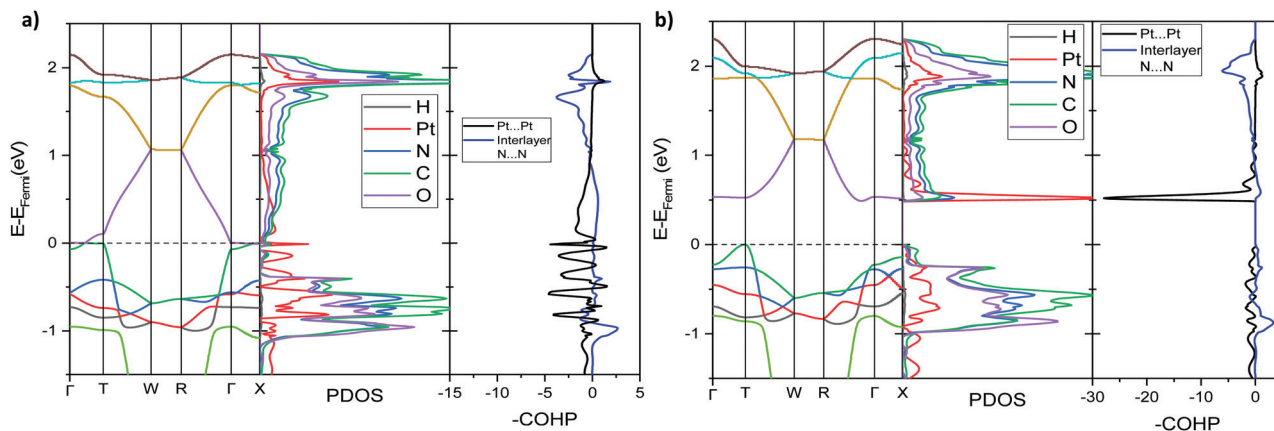 a)
E-E_Fermi (eV)
2
1
0
-1
Γ
T
W
R
Γ
X
PDOS
H
Pt
N
C
O
Pt...Pt
Interlayer
N...N
-15
-10
-5
0
5
-COHP
b)
E-E_Fermi (eV)
2
1
0
-1
Γ
T
W
R
Γ
X
PDOS
H
Pt
N
C
O
Pt...Pt
Interlayer
N...N
-30
-20
-10
0
-COHP